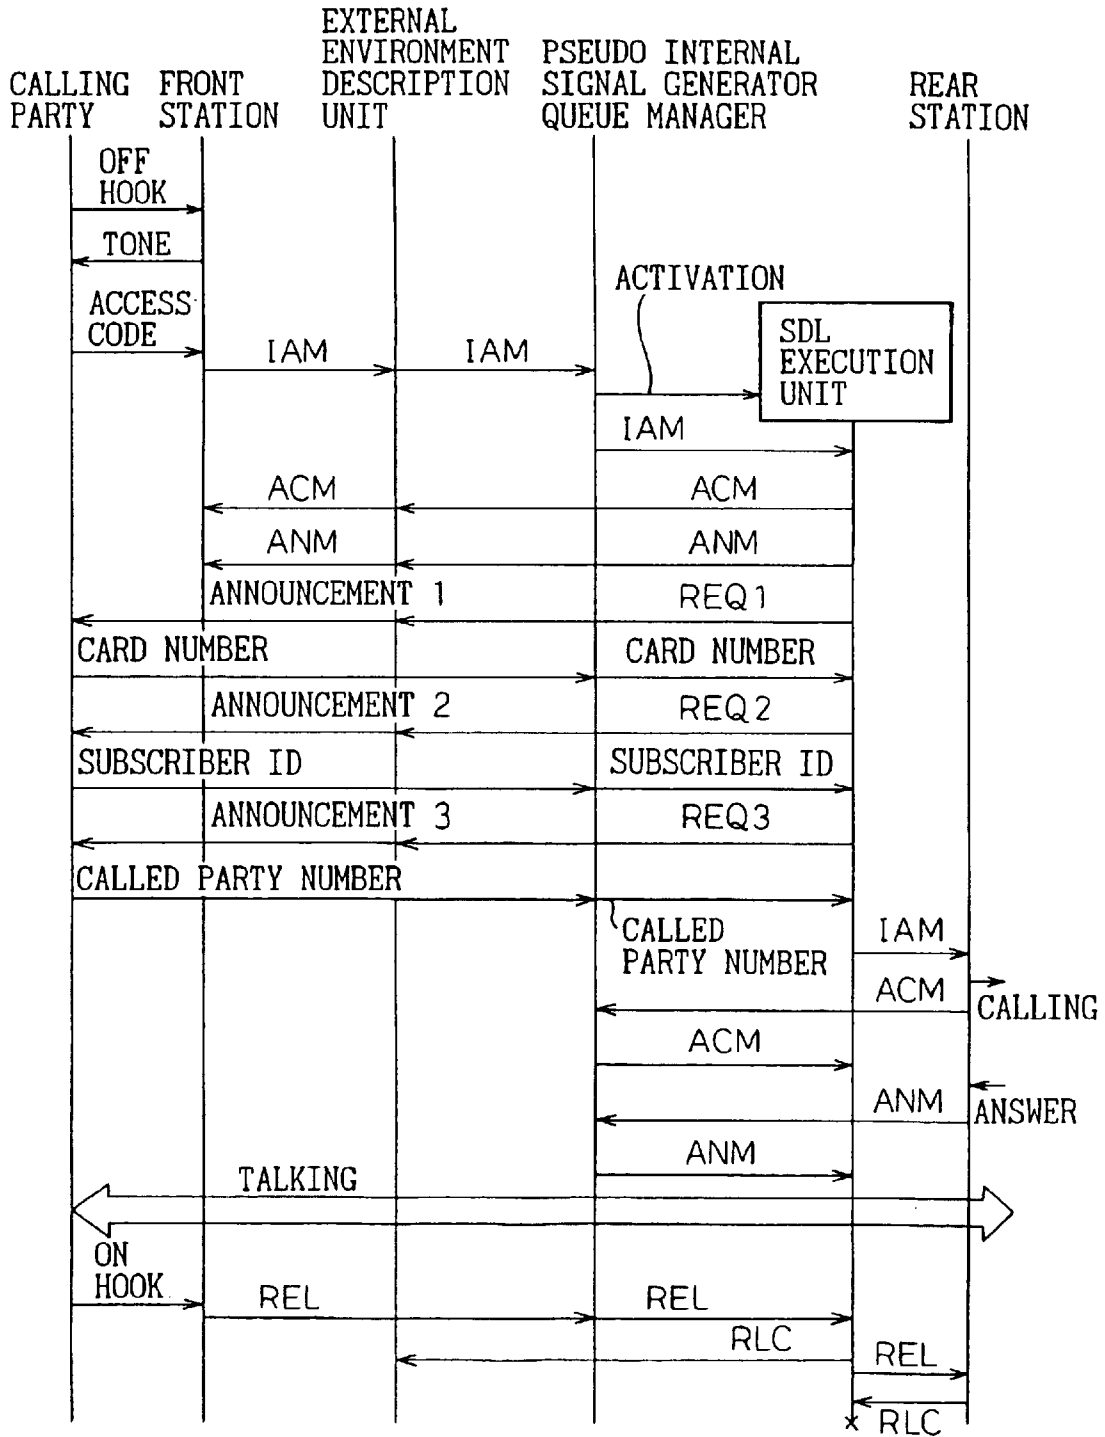 CALLING
PARTY
FRONT
STATION
EXTERNAL
ENVIRONMENT
DESCRIPTION
UNIT
PSEUDO INTERNAL
SIGNAL GENERATOR
QUEUE MANAGER
REAR
STATION
OFF
HOOK
TONE
ACTIVATION
ACCESS
CODE
SDL
EXECUTION
UNIT
IAM
IAM
IAM
ACM
ACM
ANM
ANM
ANNOUNCEMENT 1
REQ1
CARD NUMBER
CARD NUMBER
ANNOUNCEMENT 2
REQ2
SUBSCRIBER ID
SUBSCRIBER ID
ANNOUNCEMENT 3
REQ3
CALLED PARTY NUMBER
CALLED
PARTY NUMBER
IAM
ACM
CALLING
ACM
ANM
ANSWER
ANM
TALKING
ON
HOOK
REL
REL
RLC
REL
RLC